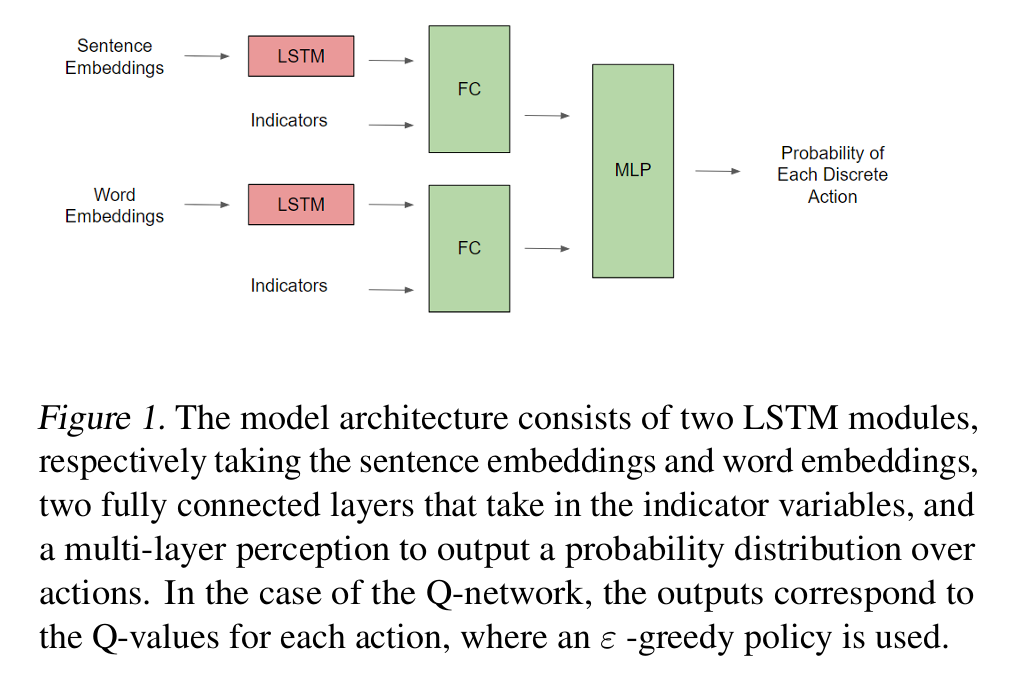 Sentence
Embeddings
LSTM
FC
Indicators
Word
Embeddings
LSTM
FC
Indicators
MLP
Probability of
Each Discrete
Action
Figure 1. The model architecture consists of two LSTM modules,
respectively taking the sentence embeddings and word embeddings,
two fully connected layers that take in the indicator variables, and
a multi-layer perception to output a probability distribution over
actions. In the case of the Q-network, the outputs correspond to
the Q-values for each action, where an ε -greedy policy is used.